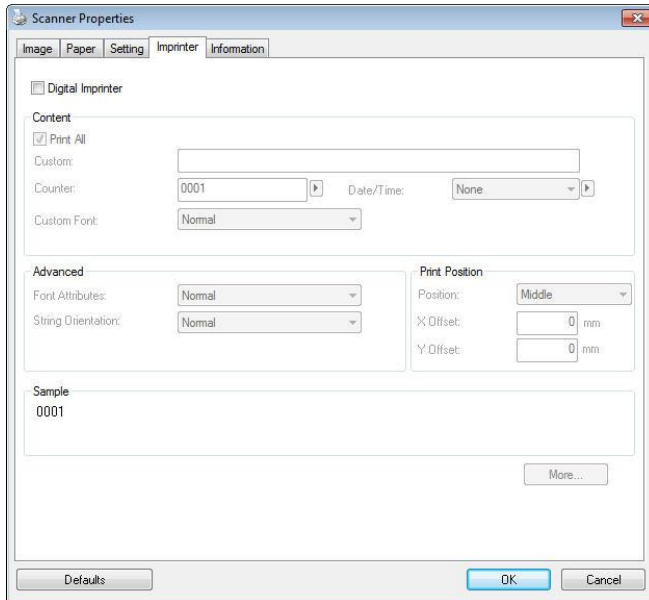 Scanner Properties
Image Paper Setting Imprinter Information
Digital Imprinter
Content
Print All
Custom:
Counter: 0001 Date/Time: None
Custom Font: Normal
Advanced
Font Attributes: Normal
String Orientation: Normal
Print Position
Position: Middle
X Offset: 0 mm
Y Offset: 0 mm
Sample
0001
More...
Defaults OK Cancel